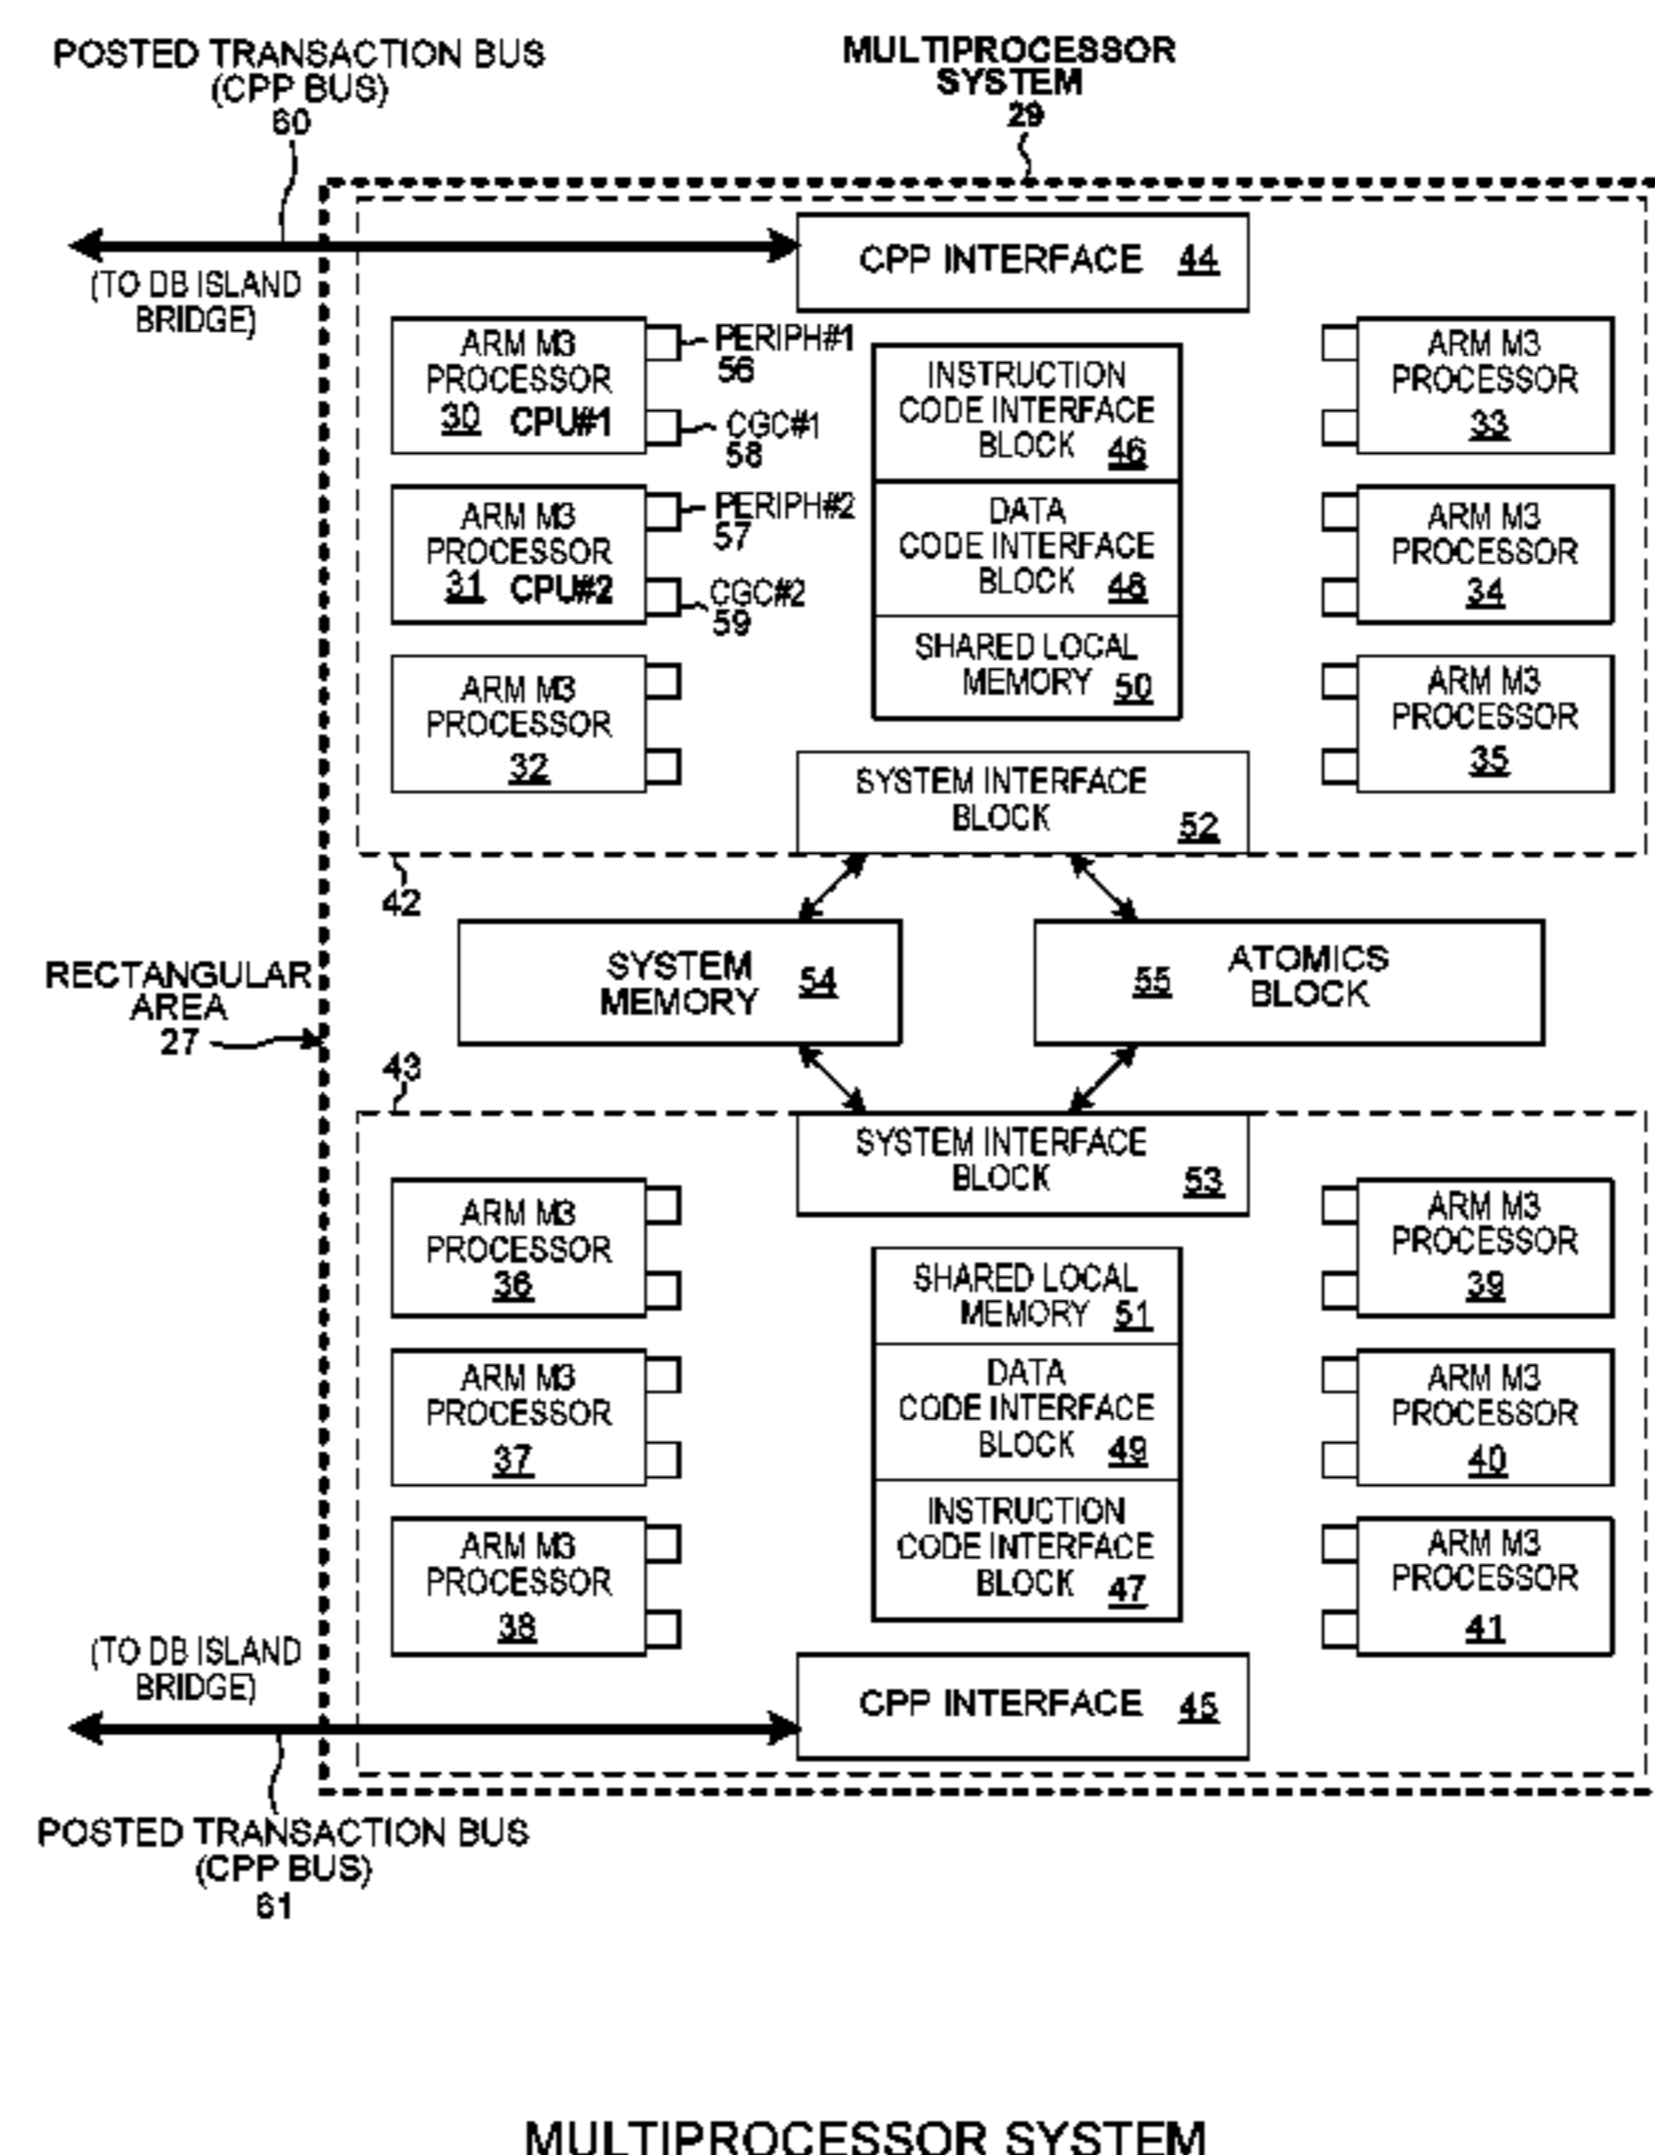 POSTED TRANSACTION BUS
(CPP BUS)
60
MULTIPROCESSOR
SYSTEM
29
(TO DB ISLAND
BRIDGE)
CPP INTERFACE 44
ARM M3
PROCESSOR
30 CPU#1
PERIPH#1
56
CGC#1
58
INSTRUCTION
CODE INTERFACE
BLOCK 46
ARM M3
PROCESSOR
33
ARM M3
PROCESSOR
31 CPU#2
PERIPH#2
57
CGC#2
59
DATA
CODE INTERFACE
BLOCK 48
ARM M3
PROCESSOR
34
ARM M3
PROCESSOR
32
SHARED LOCAL
MEMORY 50
ARM M3
PROCESSOR
35
SYSTEM INTERFACE
BLOCK 52
42
RECTANGULAR
AREA
27
SYSTEM
MEMORY 54
55 ATOMICS
BLOCK
43
SYSTEM INTERFACE
BLOCK 53
ARM M3
PROCESSOR
36
SHARED LOCAL
MEMORY 51
ARM M3
PROCESSOR
39
ARM M3
PROCESSOR
37
DATA
CODE INTERFACE
BLOCK 49
ARM M3
PROCESSOR
40
ARM M3
PROCESSOR
38
INSTRUCTION
CODE INTERFACE
BLOCK 47
ARM M3
PROCESSOR
41
(TO DB ISLAND
BRIDGE)
CPP INTERFACE 45
POSTED TRANSACTION BUS
(CPP BUS)
61
MULTIPROCESSOR SYSTEM